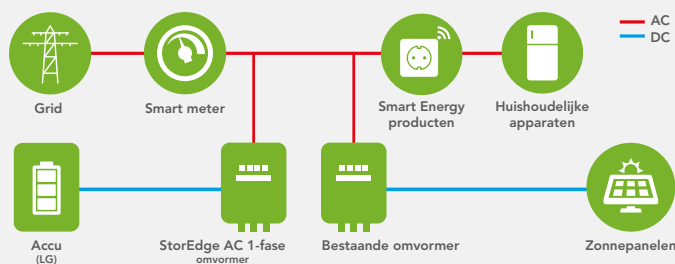 AC
DC
Grid
Smart meter
Smart Energy
producten
Huishoudelijke
apparaten
Accu
(LG)
StorEdge AC 1-fase
omvormer
Bestaande omvormer
Zonnepanelen